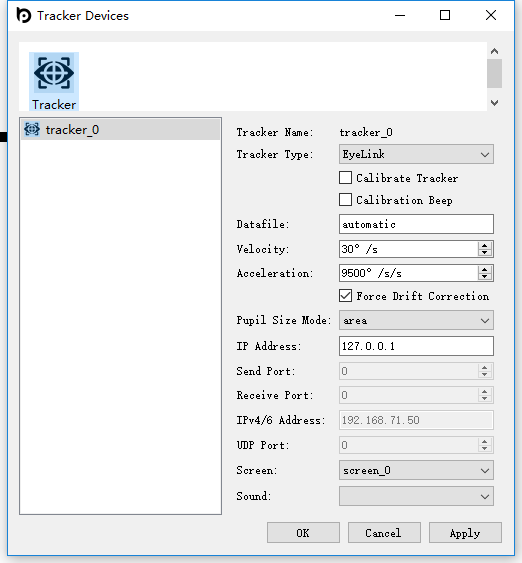 Tracker Devices
Tracker
tracker_0
Tracker Name: tracker_0
Tracker Type: EyeLink
Calibrate Tracker
Calibration Beep
Datafile: automatic
Velocity: 30° /s
Acceleration: 9500° /s/s
Force Drift Correction
Pupil Size Mode: area
IP Address: 127.0.0.1
Send Port: 0
Receive Port: 0
IPv4/6 Address: 192.168.71.50
UDP Port: 0
Screen: screen_0
Sound:
OK Cancel Apply